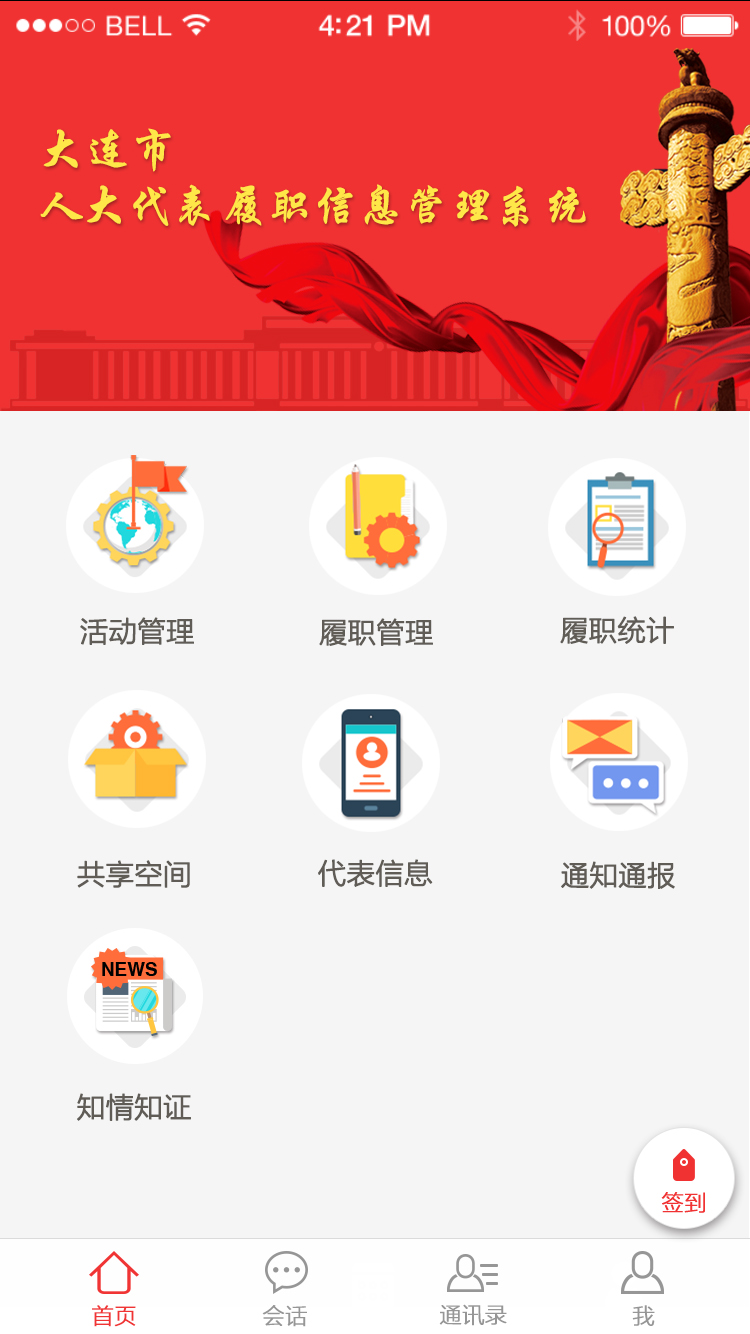 BELL 4:21 PM 100%
大连市
人大代表履职信息管理系统
活动管理 履职管理 履职统计
共享空间 代表信息 通知通报
NEWS
知情知证
签到
首页 会话 通讯录 我